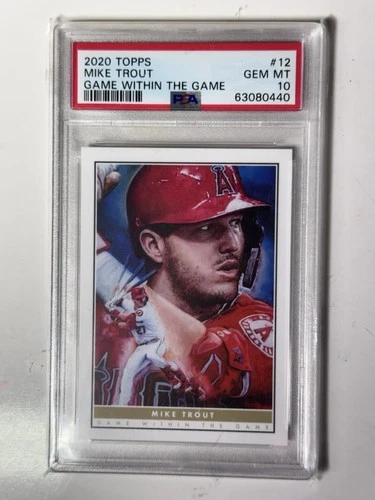 2020 TOPPS #12
MIKE TROUT GEM MT
GAME WITHIN THE GAME 10
PSA 63080440
A
A
MIKE TROUT
GAME WITHIN THE GAME